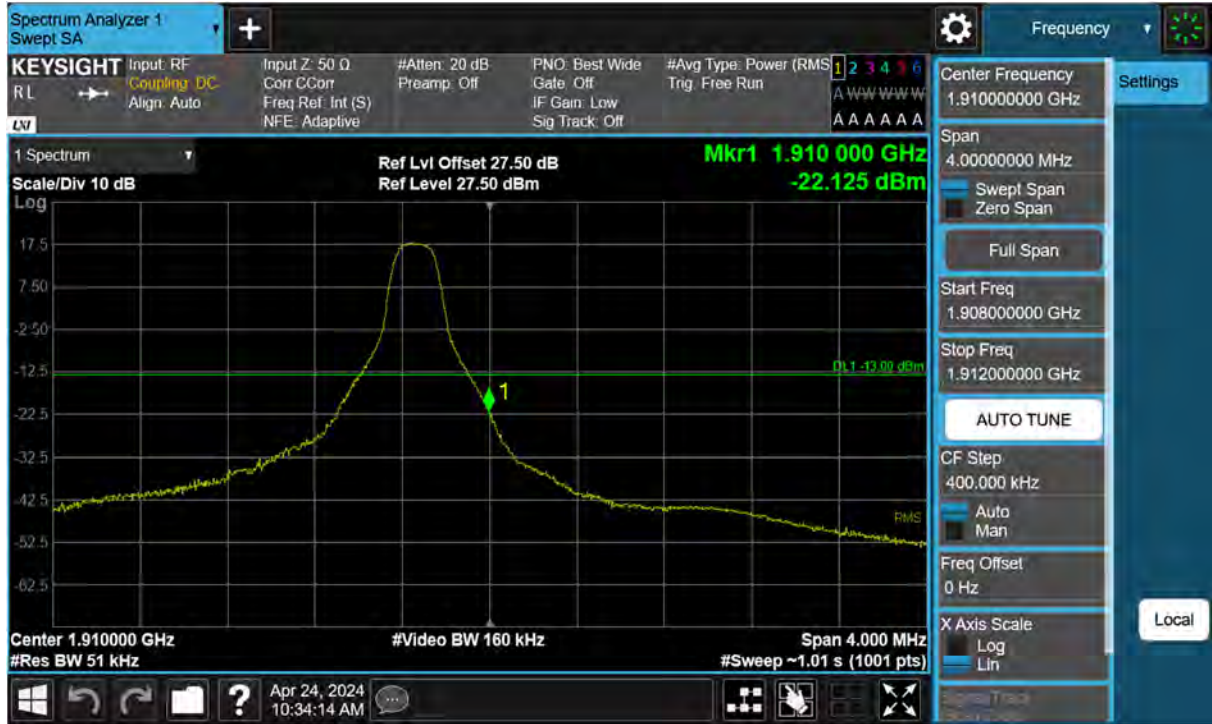 Spectrum Analyzer 1
Swept SA
Frequency
KEYSIGHT
RL
LXI
Input: RF
Coupling: DC
Align: Auto
Input Z: 50 Ω
Corr CCorr
Freq Ref: Int (S)
NFE: Adaptive
#Atten: 20 dB
Preamp: Off
PNO: Best Wide
Gate: Off
IF Gain: Low
Sig Track: Off
#Avg Type: Power (RMS
Trig: Free Run
1 2 3 4 5 6
A W W W W W
A A A A A A
1 Spectrum
Scale/Div 10 dB
Log
Ref Lvl Offset 27.50 dB
Ref Level 27.50 dBm
Mkr1 1.910 000 GHz
-22.125 dBm
17.5
7.50
-2.50
-12.5
-22.5
-32.5
-42.5
-52.5
-62.5
DL1 -13.00 dBm
1
RMS
Center 1.910000 GHz
#Video BW 160 kHz
Span 4.000 MHz
#Res BW 51 kHz
#Sweep ~1.01 s (1001 pts)
Apr 24, 2024
10:34:14 AM
Center Frequency
1.910000000 GHz
Settings
Span
4.00000000 MHz
Swept Span
Zero Span
Full Span
Start Freq
1.908000000 GHz
Stop Freq
1.912000000 GHz
AUTO TUNE
CF Step
400.000 kHz
Auto
Man
Freq Offset
0 Hz
X Axis Scale
Log
Lin
Local